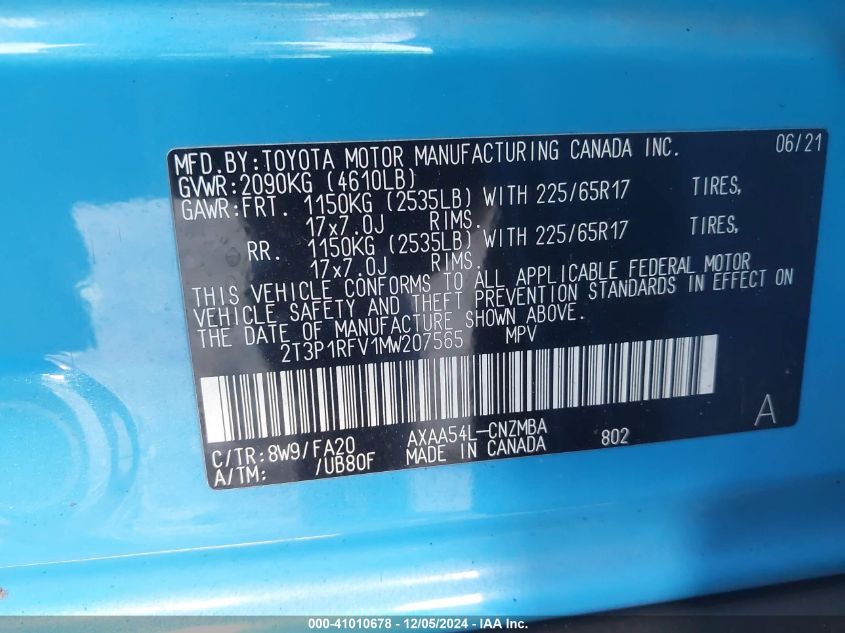 MFD.BY:TOYOTA MOTOR MANUFACTURING CANADA INC. 06/21
GVWR:2090KG (4610LB)
GAWR:FRT. 1150KG (2535LB) WITH 225/65R17 TIRES,
17x7.0J RIMS.
RR. 1150KG (2535LB) WITH 225/65R17 TIRES,
17x7.0J RIMS.
THIS VEHICLE CONFORMS TO ALL APPLICABLE FEDERAL MOTOR
VEHICLE SAFETY AND THEFT PREVENTION STANDARDS IN EFFECT ON
THE DATE OF MANUFACTURE SHOWN ABOVE.
2T3P1RFV1MW207565 MPV
A
C/TR:8W9/FA20 AXAA54L-CNZMBA 802
A/TM: /UB80F MADE IN CANADA
000-41010678 - 12/05/2024 - IAA Inc.